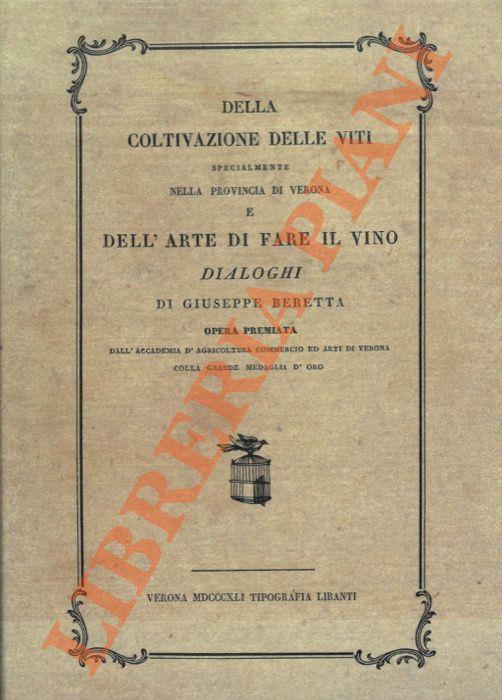 DELLA
COLTIVAZIONE DELLE VITI
SPECIALMENTE
NELLA PROVINCIA DI VERONA
E
DELL' ARTE DI FARE IL VINO
DIALOGHI
DI GIUSEPPE BERETTA
OPERA PREMIATA
DALL' ACCADEMIA D' AGRICOLTURA COMMERCIO ED ARTI DI VERONA
COLLA GRANDE MEDAGLIA D' ORO
VERONA MDCCCXLI TIPOGRAFIA LIBANTI
LIBRERIA PIANI